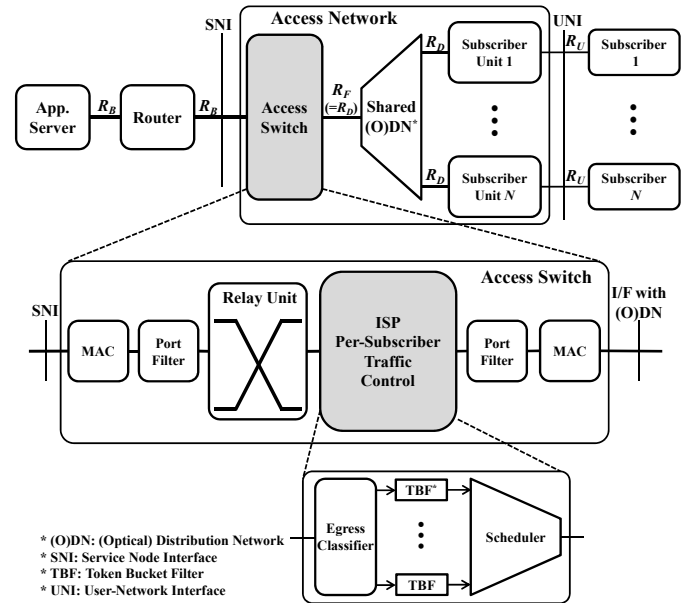 Access Network
SNI
UNI
App.
Server
R_B
Router
R_B
Access
Switch
R_F
(=R_D)
Shared
(O)DN*
R_D
Subscriber
Unit 1
R_U
Subscriber
1
R_D
Subscriber
Unit N
R_U
Subscriber
N
Access Switch
SNI
I/F with
(O)DN
MAC
Port
Filter
Relay Unit
ISP
Per-Subscriber
Traffic
Control
Port
Filter
MAC
Egress
Classifier
TBF*
TBF
Scheduler
* (O)DN: (Optical) Distribution Network
* SNI: Service Node Interface
* TBF: Token Bucket Filter
* UNI: User-Network Interface